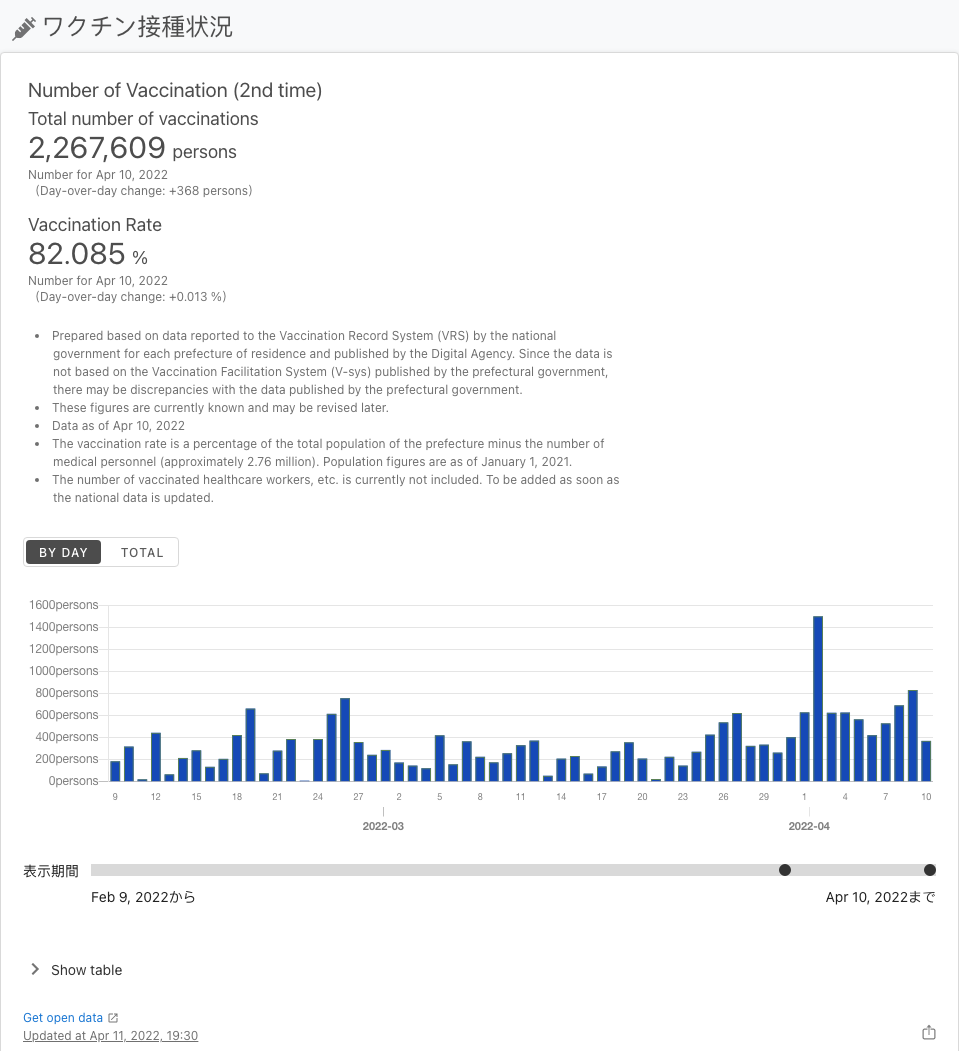 ワクチン接種状況
Number of Vaccination (2nd time)
Total number of vaccinations
2,267,609 persons
Number for Apr 10, 2022
(Day-over-day change: +368 persons)
Vaccination Rate
82.085 %
Number for Apr 10, 2022
(Day-over-day change: +0.013 %)
• Prepared based on data reported to the Vaccination Record System (VRS) by the national
government for each prefecture of residence and published by the Digital Agency. Since the data is
not based on the Vaccination Facilitation System (V-sys) published by the prefectural government,
there may be discrepancies with the data published by the prefectural government.
• These figures are currently known and may be revised later.
• Data as of Apr 10, 2022
• The vaccination rate is a percentage of the total population of the prefecture minus the number of
medical personnel (approximately 2.76 million). Population figures are as of January 1, 2021.
• The number of vaccinated healthcare workers, etc. is currently not included. To be added as soon as
the national data is updated.
BY DAY TOTAL
1600persons
1400persons
1200persons
1000persons
800persons
600persons
400persons
200persons
0persons
9 12 15 18 21 24 27 2 5 8 11 14 17 20 23 26 29 1 4 7 10
2022-03 2022-04
表示期間
Feb 9, 2022から Apr 10, 2022まで
Show table
Get open data
Updated at Apr 11, 2022, 19:30